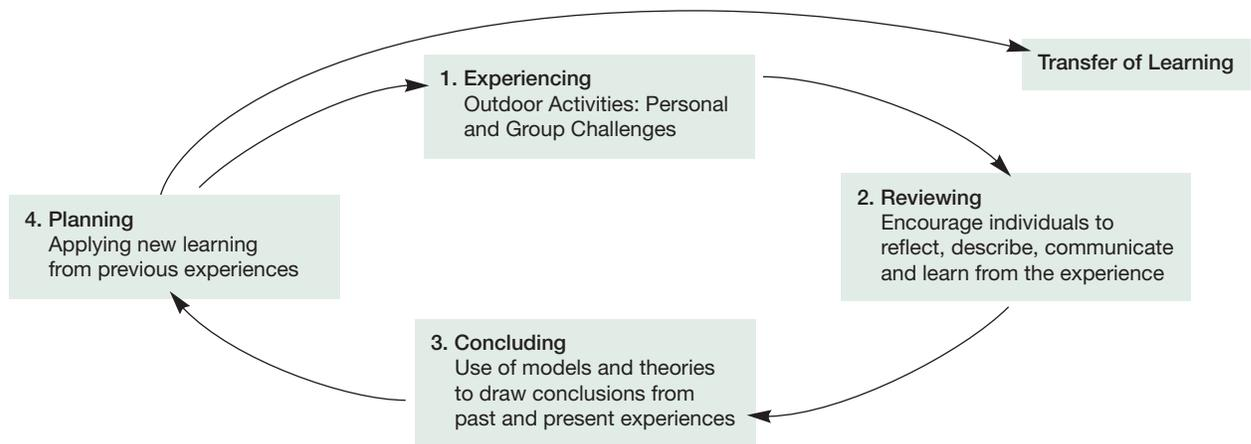 Transfer of Learning
1. Experiencing
Outdoor Activities: Personal
and Group Challenges
2. Reviewing
Encourage individuals to
reflect, describe, communicate
and learn from the experience
3. Concluding
Use of models and theories
to draw conclusions from
past and present experiences
4. Planning
Applying new learning
from previous experiences